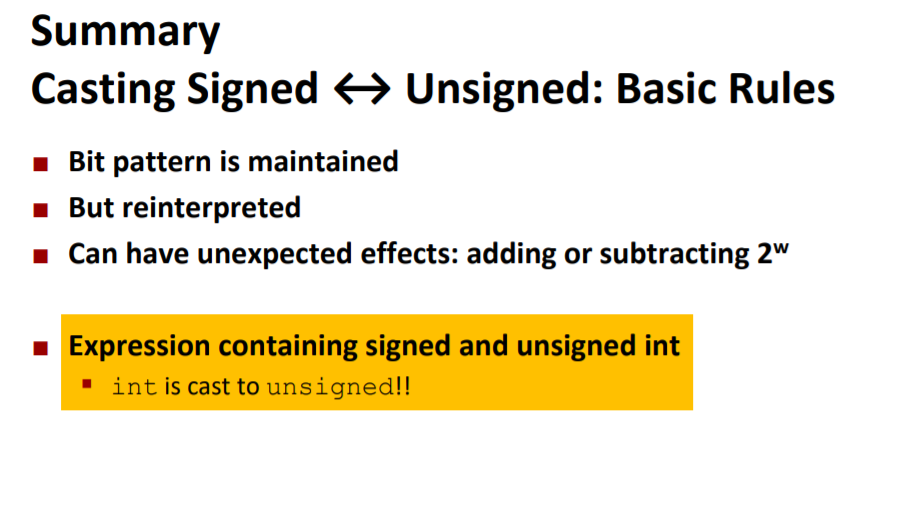 Summary
Casting Signed ↔ Unsigned: Basic Rules
Bit pattern is maintained
But reinterpreted
Can have unexpected effects: adding or subtracting 2ʷ
Expression containing signed and unsigned int
int is cast to unsigned!!